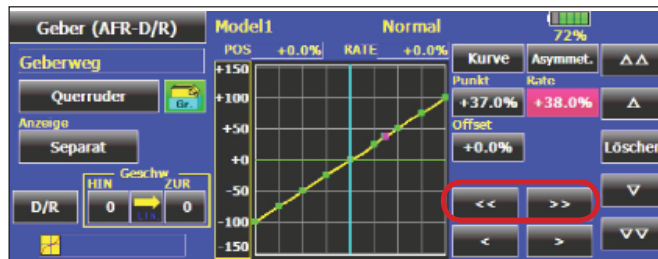 Geber (AFR-D/R)
Model1 Normal
72%
Geberweg
POS +0.0% RATE +0.0%
Kurve Asymmet.
Querruder
Gr.
Punkt Rate
+37.0% +38.0%
Offset
+0.0%
Löschen
Anzeige
Separat
Geschw
HIN ZUR
D/R 0 Lin. 0
+150
+100
+50
+0
-50
-100
-150
<< >>
< >